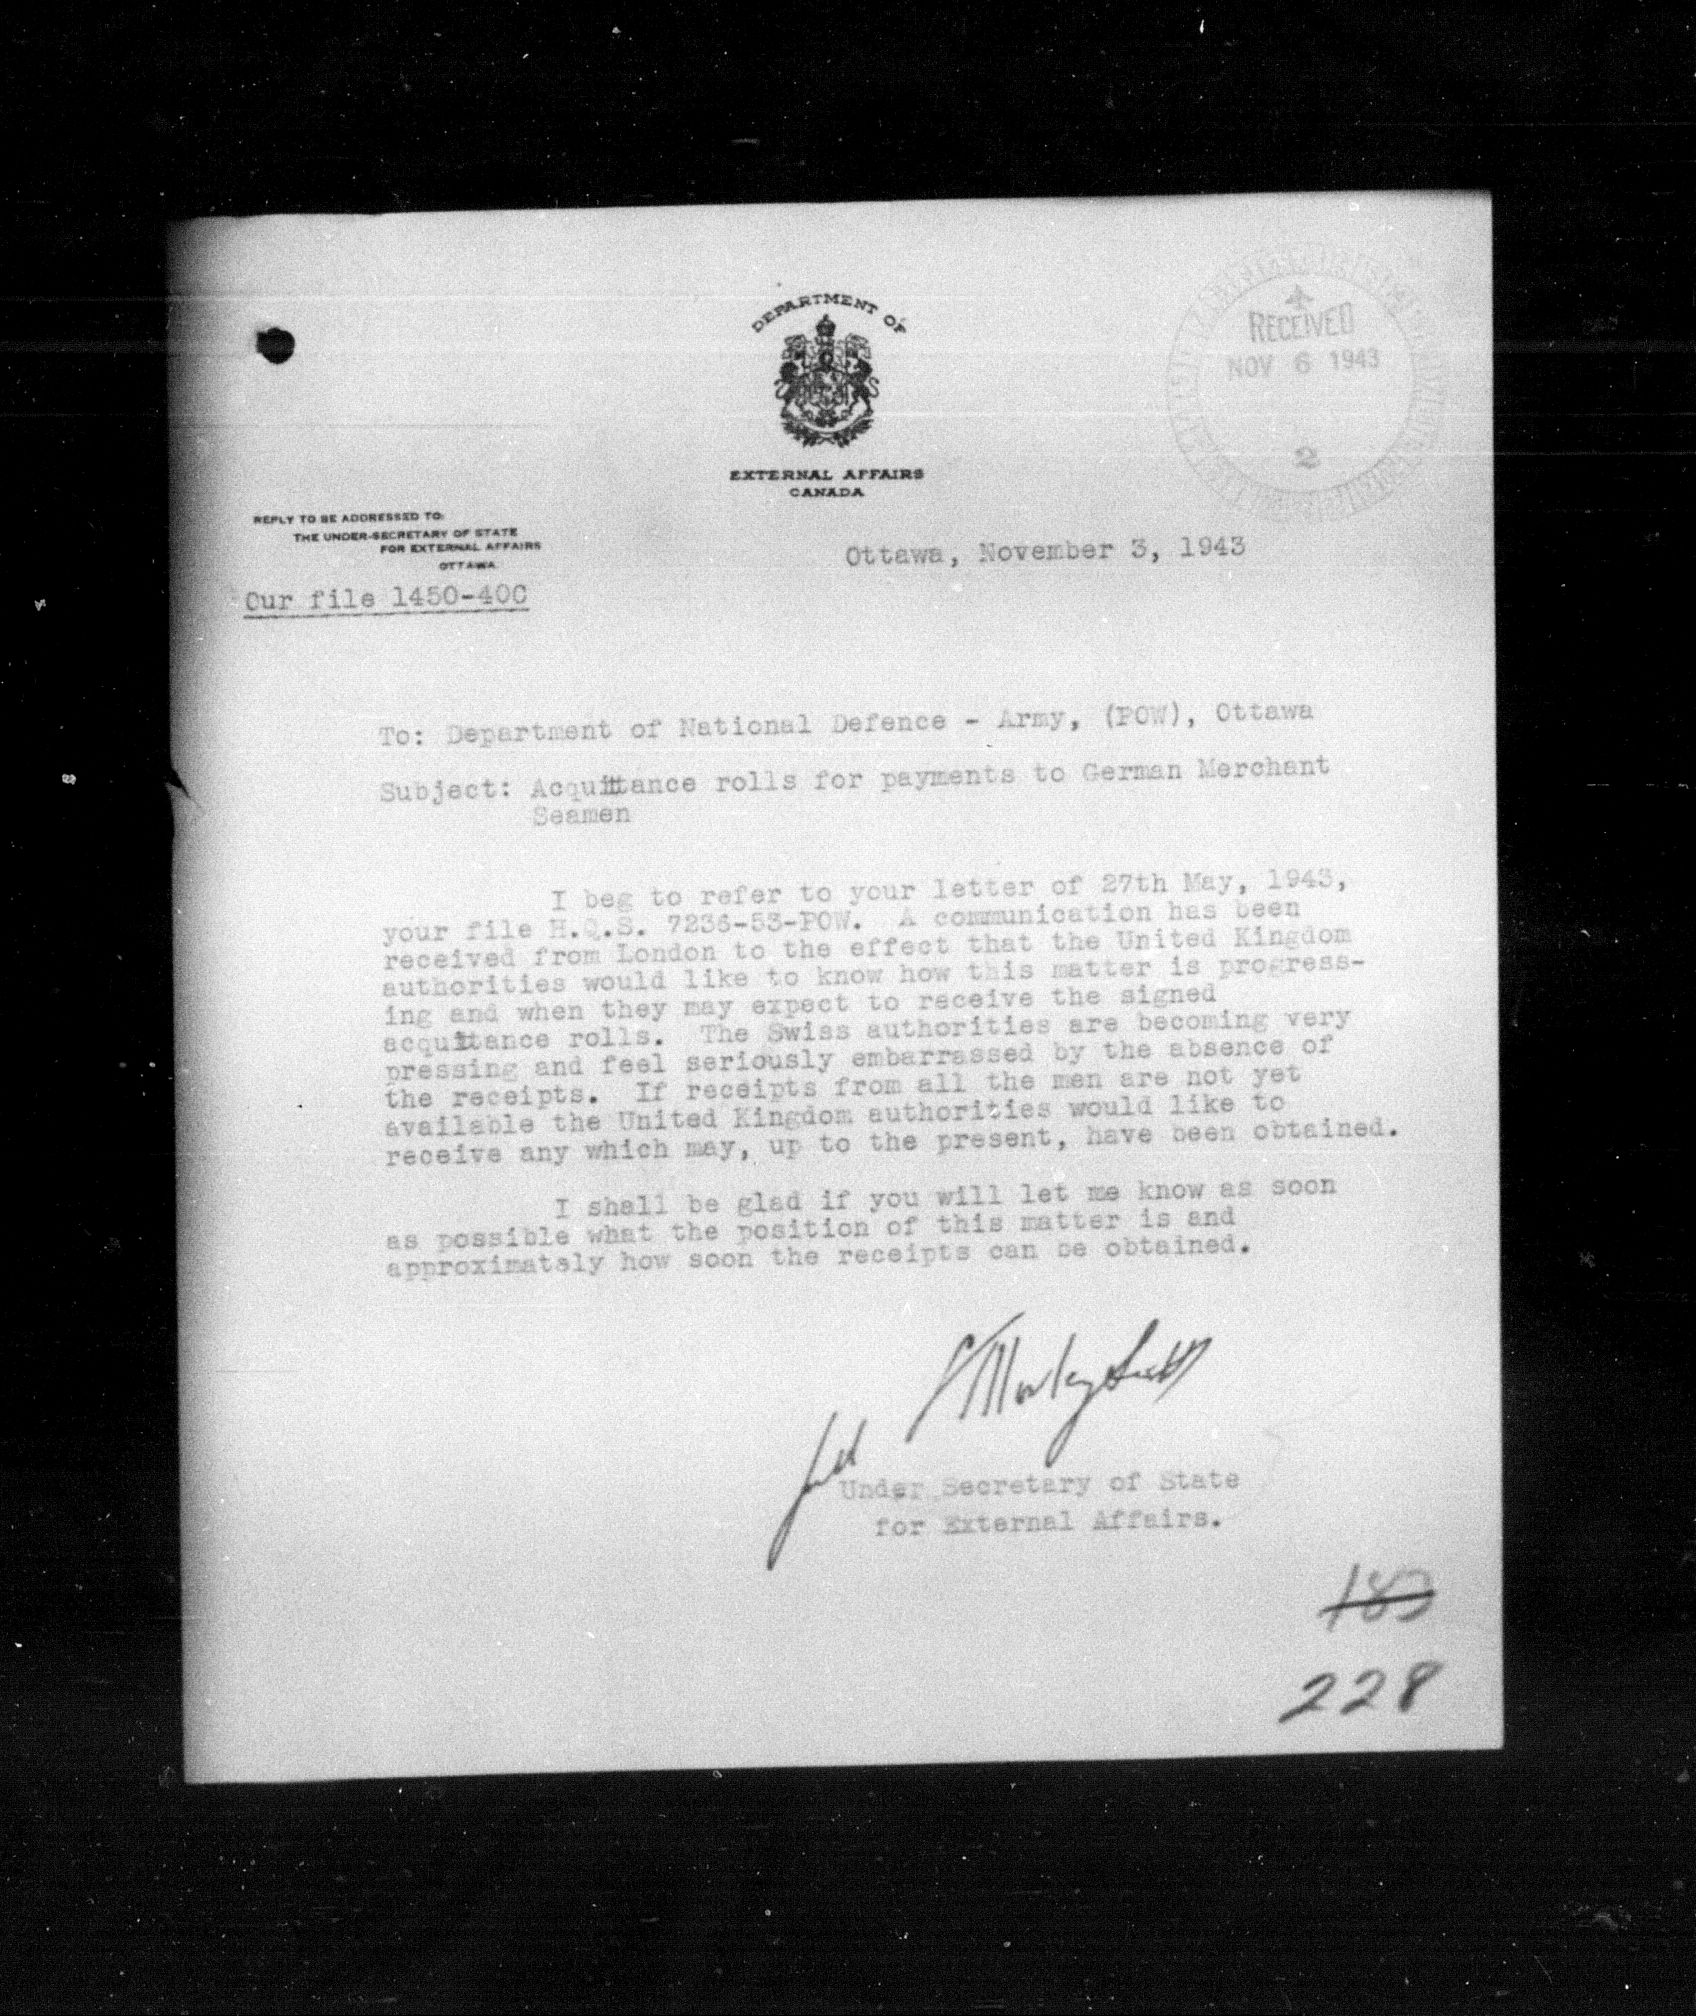 DEPARTMENT OF
EXTERNAL AFFAIRS
CANADA
RECEIVED
NOV 6 1943
2
REPLY TO BE ADDRESSED TO:
THE UNDER-SECRETARY OF STATE
FOR EXTERNAL AFFAIRS
OTTAWA
Ottawa, November 3, 1943
Our file 1450-40C
To: Department of National Defence - Army, (POW), Ottawa
Subject: Acquittance rolls for payments to German Merchant
Seamen
I beg to refer to your letter of 27th May, 1943,
your file H.Q.S. 7236-53-POW. A communication has been
received from London to the effect that the United Kingdom
authorities would like to know how this matter is progress-
ing and when they may expect to receive the signed
acquittance rolls. The Swiss authorities are becoming very
pressing and feel seriously embarrassed by the absence of
the receipts. If receipts from all the men are not yet
available the United Kingdom authorities would like to
receive any which may, up to the present, have been obtained.
I shall be glad if you will let me know as soon
as possible what the position of this matter is and
approximately how soon the receipts can be obtained.
for
Under Secretary of State
for External Affairs.
228